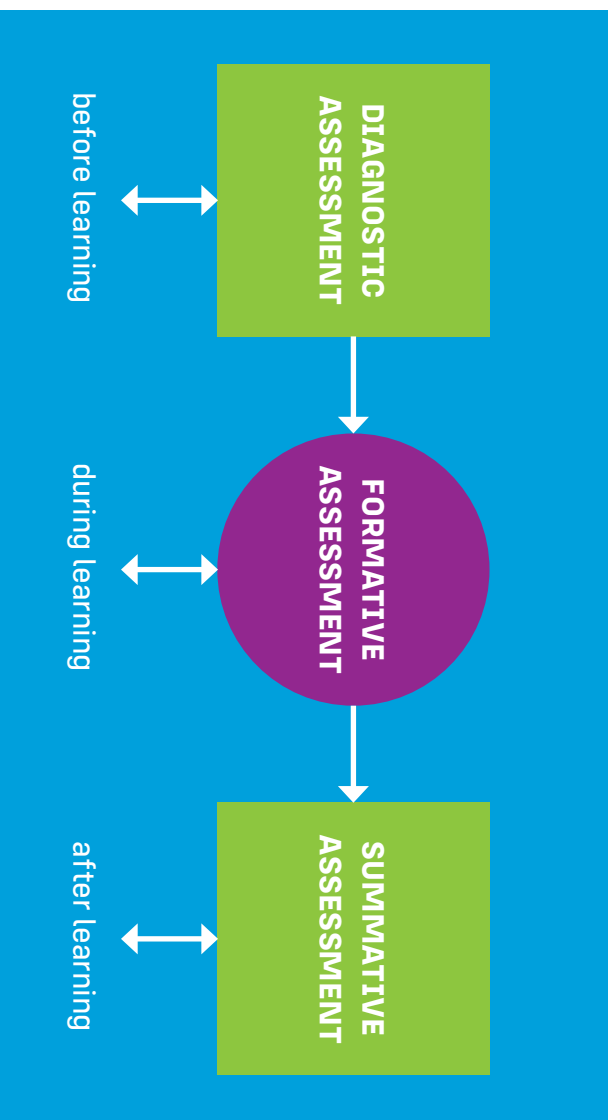 DIAGNOSTIC
ASSESSMENT
before learning
FORMATIVE
ASSESSMENT
during learning
SUMMATIVE
ASSESSMENT
after learning